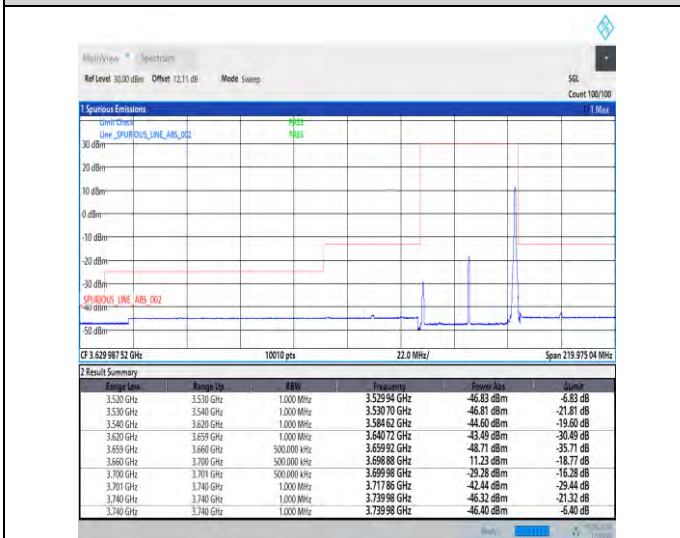 MultiView Spectrum
Ref Level 30.00 dBm Offset 12.11 dB Mode Sweep SGL
Count 100/100
1 Spurious Emissions 1 Max
Limit Check PASS
Line _SPURIOUS_LINE_ABS_002 PASS
30 dBm
20 dBm
10 dBm
0 dBm
-10 dBm
-20 dBm
-30 dBm
_SPURIOUS_LINE_ABS_002
-40 dBm
-50 dBm
CF 3.629 987 52 GHz 10010 pts 22.0 MHz/ Span 219.975 04 MHz
2 Result Summary
Range Low Range Up RBW Frequency Power Abs ΔLimit
3.520 GHz 3.530 GHz 1.000 MHz 3.529 94 GHz -46.83 dBm -6.83 dB
3.530 GHz 3.540 GHz 1.000 MHz 3.530 70 GHz -46.81 dBm -21.81 dB
3.540 GHz 3.620 GHz 1.000 MHz 3.584 62 GHz -44.60 dBm -19.60 dB
3.620 GHz 3.659 GHz 1.000 MHz 3.640 72 GHz -43.49 dBm -30.49 dB
3.659 GHz 3.660 GHz 500.000 kHz 3.659 92 GHz -48.71 dBm -35.71 dB
3.660 GHz 3.700 GHz 500.000 kHz 3.698 88 GHz 11.23 dBm -18.77 dB
3.700 GHz 3.701 GHz 500.000 kHz 3.699 98 GHz -29.28 dBm -16.28 dB
3.701 GHz 3.740 GHz 1.000 MHz 3.717 86 GHz -42.44 dBm -29.44 dB
3.740 GHz 3.740 GHz 1.000 MHz 3.739 98 GHz -46.32 dBm -21.32 dB
3.740 GHz 3.740 GHz 1.000 MHz 3.739 98 GHz -46.40 dBm -6.40 dB
Ready